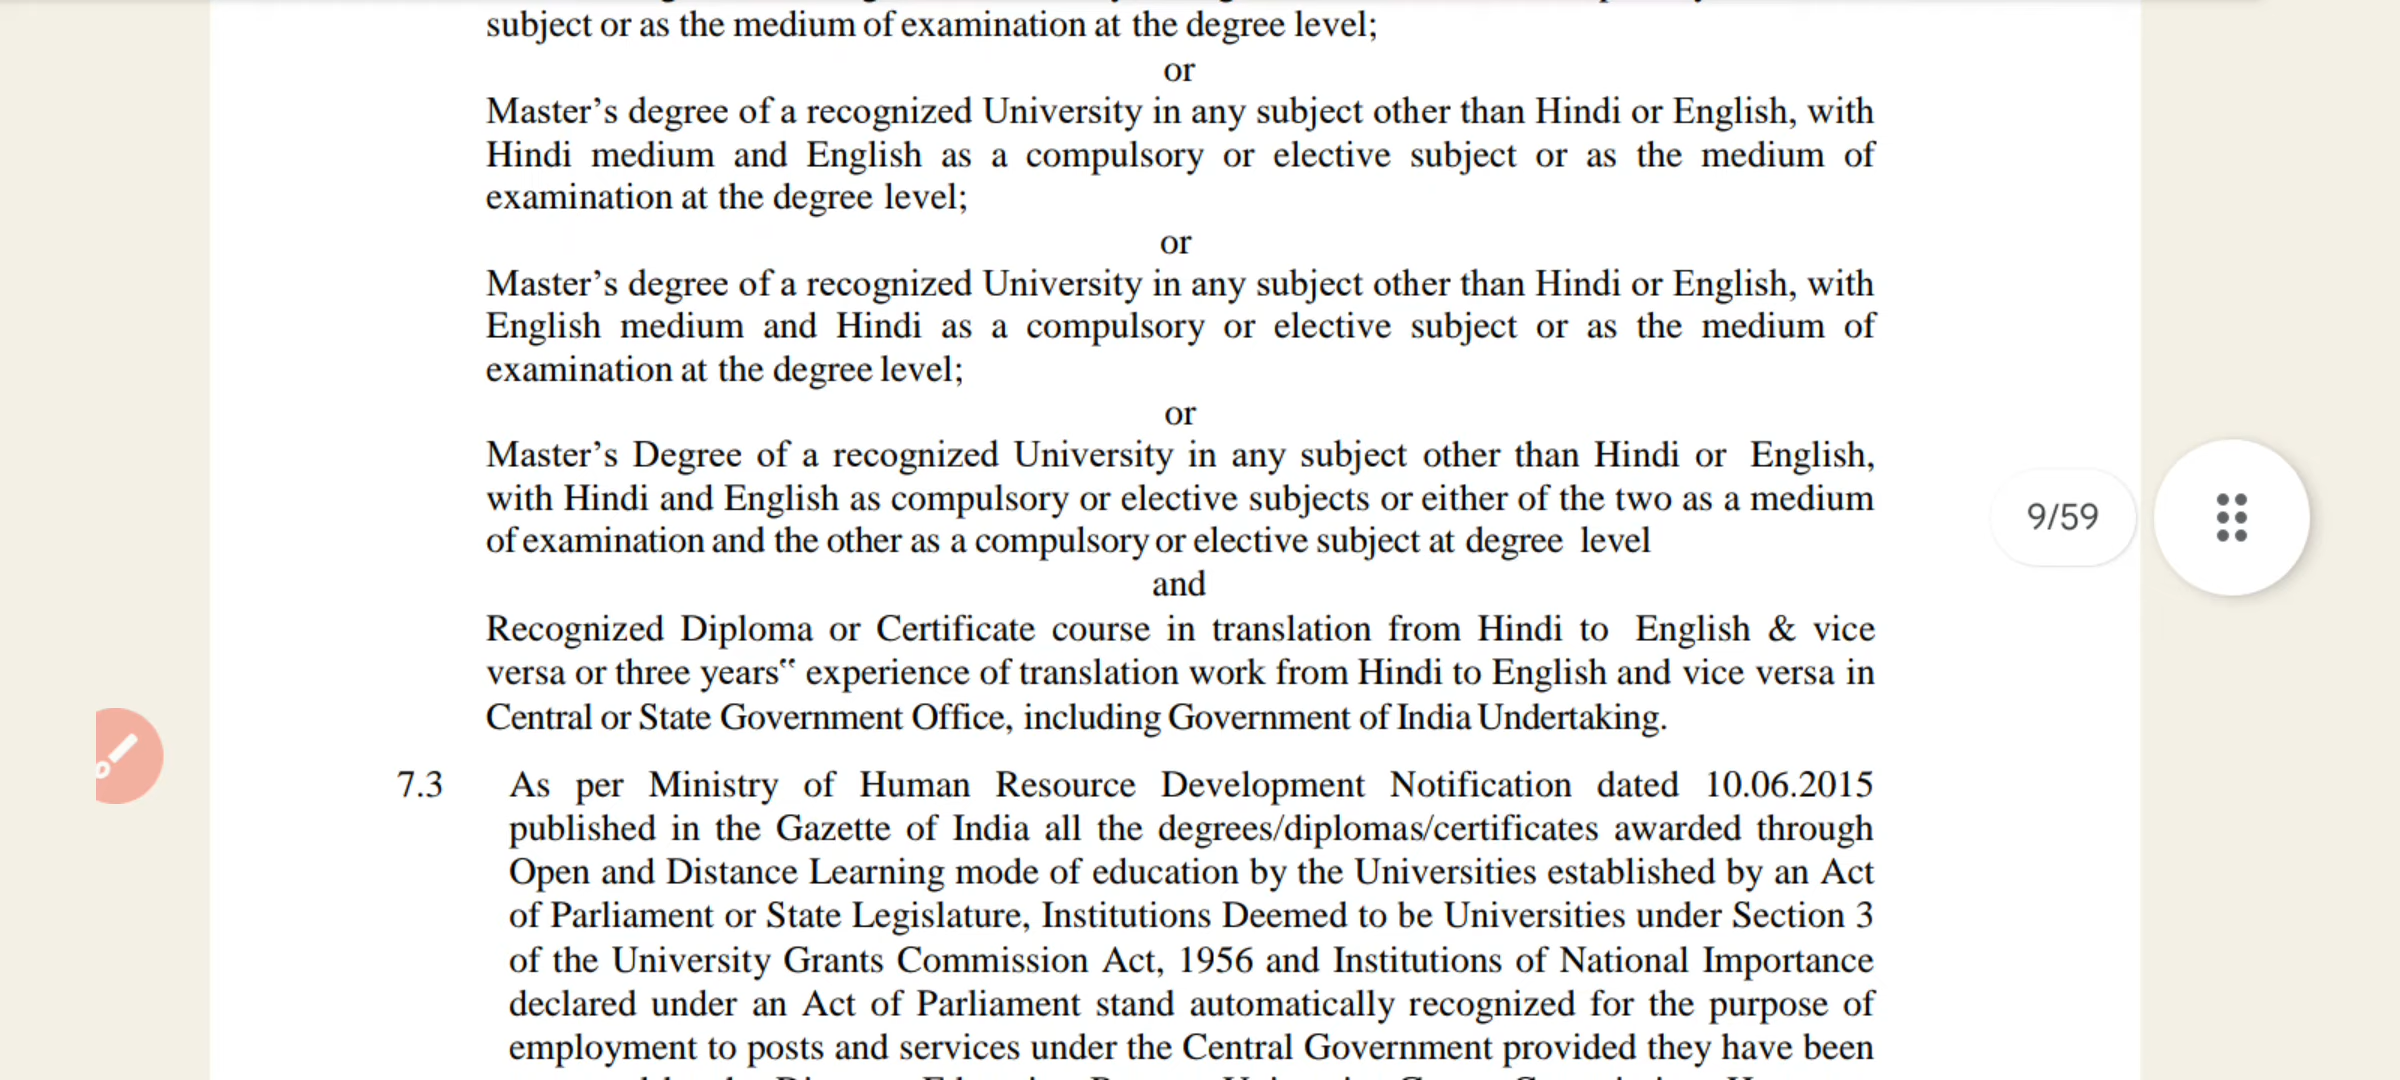 subject or as the medium of examination at the degree level;
or
Master’s degree of a recognized University in any subject other than Hindi or English, with
Hindi medium and English as a compulsory or elective subject or as the medium of
examination at the degree level;
or
Master’s degree of a recognized University in any subject other than Hindi or English, with
English medium and Hindi as a compulsory or elective subject or as the medium of
examination at the degree level;
or
Master’s Degree of a recognized University in any subject other than Hindi or English,
with Hindi and English as compulsory or elective subjects or either of the two as a medium
of examination and the other as a compulsory or elective subject at degree level
and
Recognized Diploma or Certificate course in translation from Hindi to English & vice
versa or three years‟ experience of translation work from Hindi to English and vice versa in
Central or State Government Office, including Government of India Undertaking.
7.3 As per Ministry of Human Resource Development Notification dated 10.06.2015
published in the Gazette of India all the degrees/diplomas/certificates awarded through
Open and Distance Learning mode of education by the Universities established by an Act
of Parliament or State Legislature, Institutions Deemed to be Universities under Section 3
of the University Grants Commission Act, 1956 and Institutions of National Importance
declared under an Act of Parliament stand automatically recognized for the purpose of
employment to posts and services under the Central Government provided they have been
9/59